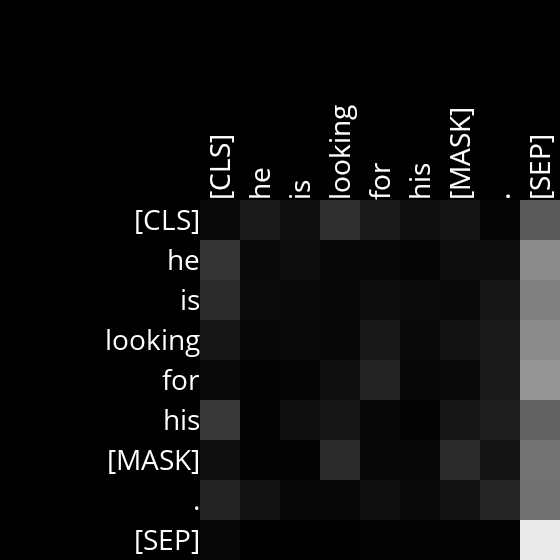 [CLS] he is looking for his [MASK] . [SEP]
[CLS]
he
is
looking
for
his
[MASK]
.
[SEP]